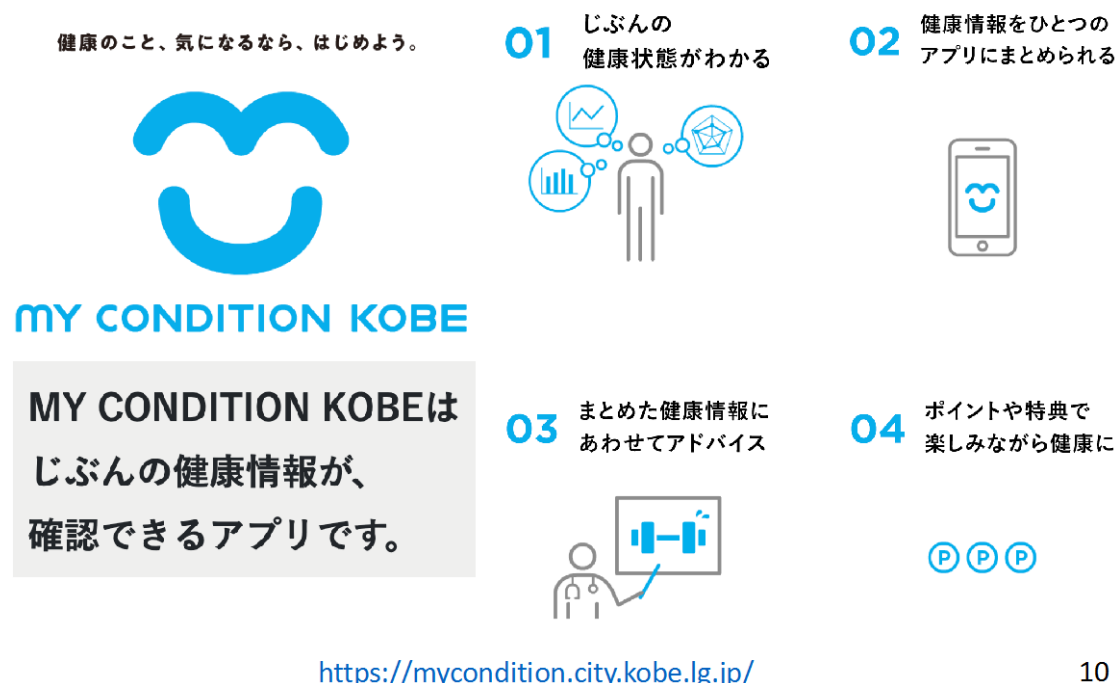 健康のこと、気になるなら、はじめよう。
MY CONDITION KOBE
MY CONDITION KOBEは
じぶんの健康情報が、
確認できるアプリです。
01
じぶんの
健康状態がわかる
02
健康情報をひとつの
アプリにまとめられる
03
まとめた健康情報に
あわせてアドバイス
04
ポイントや特典で
楽しみながら健康に
P P P
https://mycondition.city.kobe.lg.jp/
10